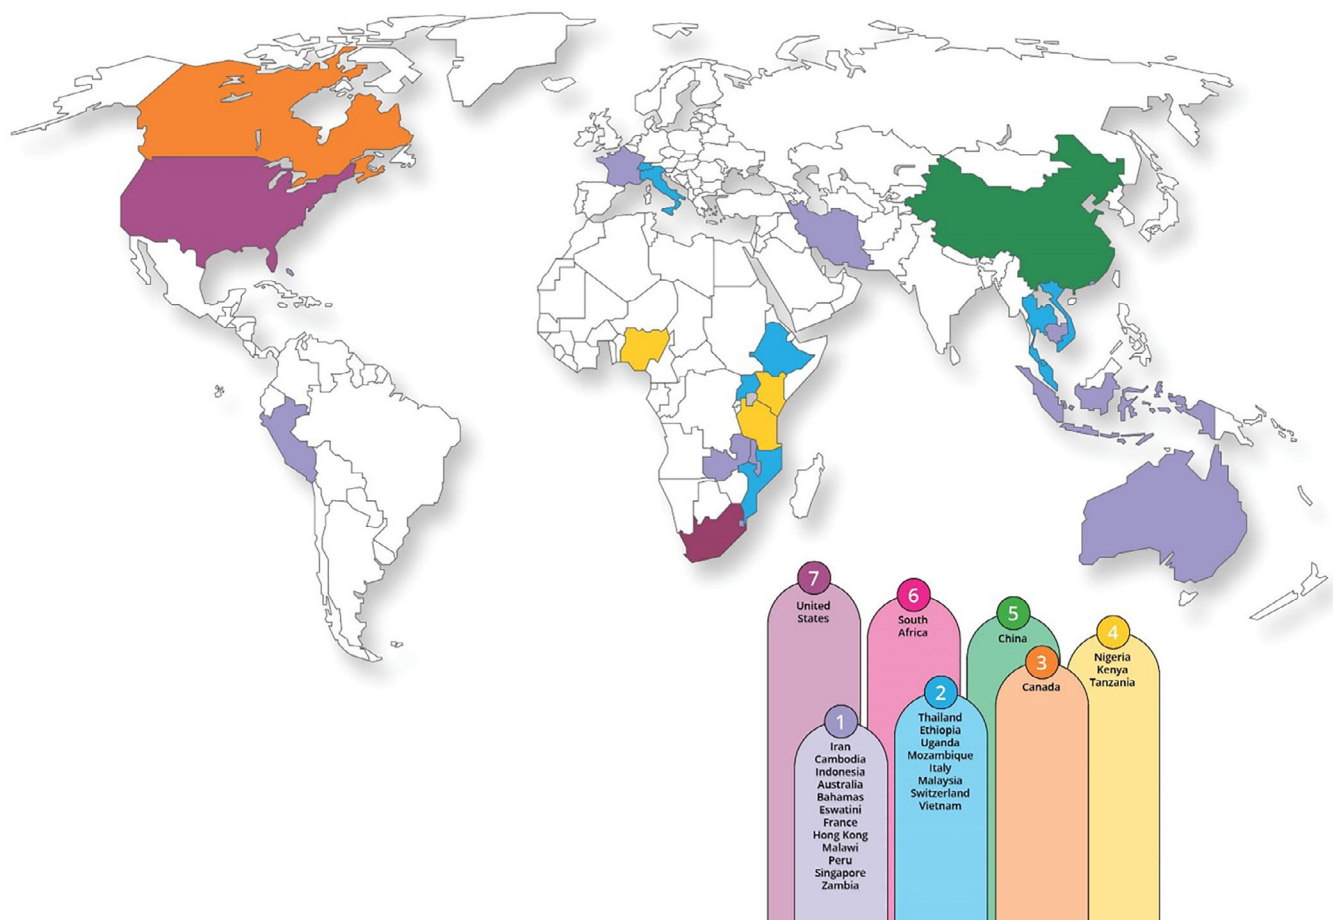 7
United
States
6
South
Africa
5
China
4
Nigeria
Kenya
Tanzania
3
Canada
2
Thailand
Ethiopia
Uganda
Mozambique
Italy
Malaysia
Switzerland
Vietnam
1
Iran
Cambodia
Indonesia
Australia
Bahamas
Eswatini
France
Hong Kong
Malawi
Peru
Singapore
Zambia